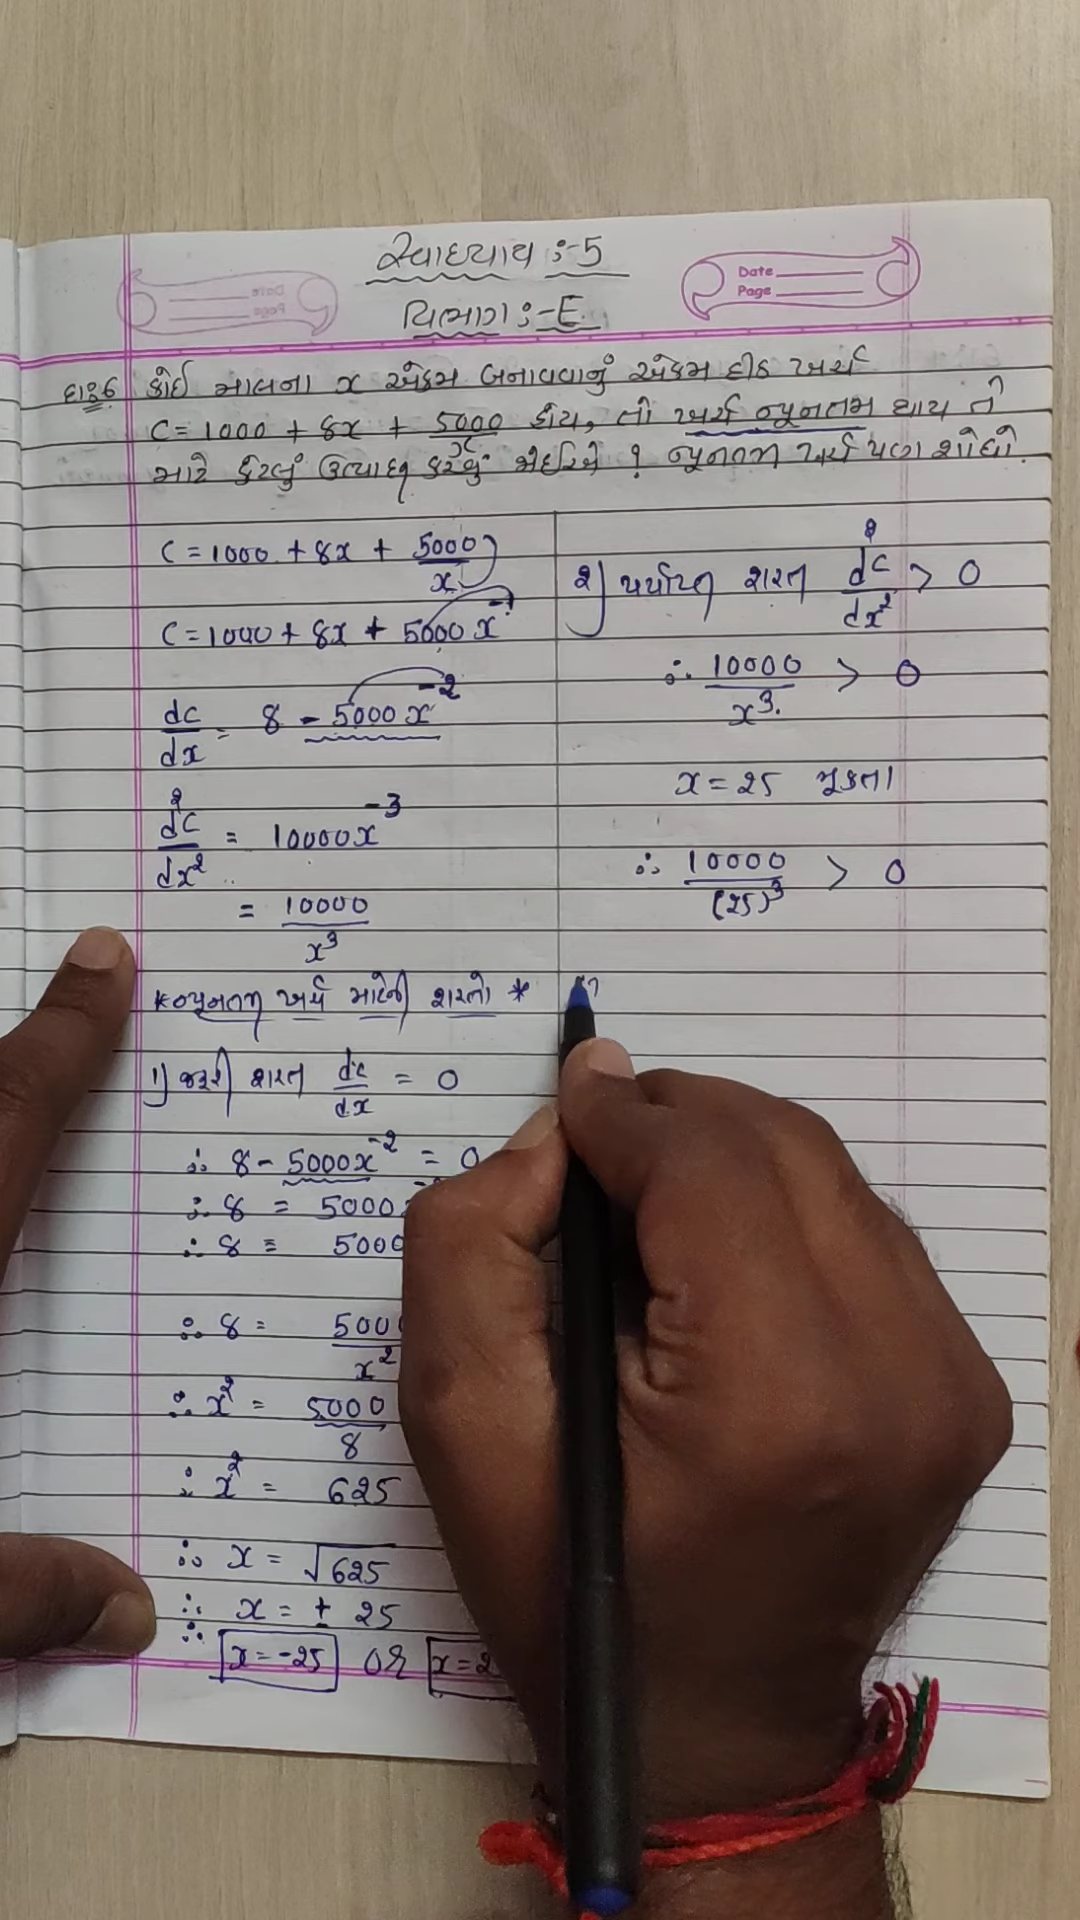 સ્વાધ્યાય :-5
વિભાગ :-E
Date
Page
દા.6 કોઈ માલના x એકમ બનાવવાનું એકમ દીઠ ખર્ચ
C = 1000 + 8x + 5000/x હોય, તો ખર્ચ ન્યૂનતમ થાય તે
માટે કેટલું ઉત્પાદન કરવું જોઈએ ? ન્યૂનતમ ખર્ચ પણ શોધો.
C = 1000 + 8x + 5000/x
C = 1000 + 8x + 5000x⁻¹
dc/dx = 8 - 5000x⁻²
d²c/dx² = 10000x⁻³
= 10000/x³
* ન્યૂનતમ ખર્ચ માટેની શરતો *
1) જરૂરી શરત dc/dx = 0
∴ 8 - 5000x⁻² = 0
∴ 8 = 5000
∴ 8 = 5000
∴ 8 = 500 / x²
∴ x² = 5000/8
∴ x² = 625
∴ x = √625
∴ x = ± 25
∴ x = -25 OR x = 2
૨) પર્યાપ્ત શરત d²c/dx² > 0
∴ 10000/x³ > 0
x = 25 મુકતા
∴ 10000/(25)³ > 0